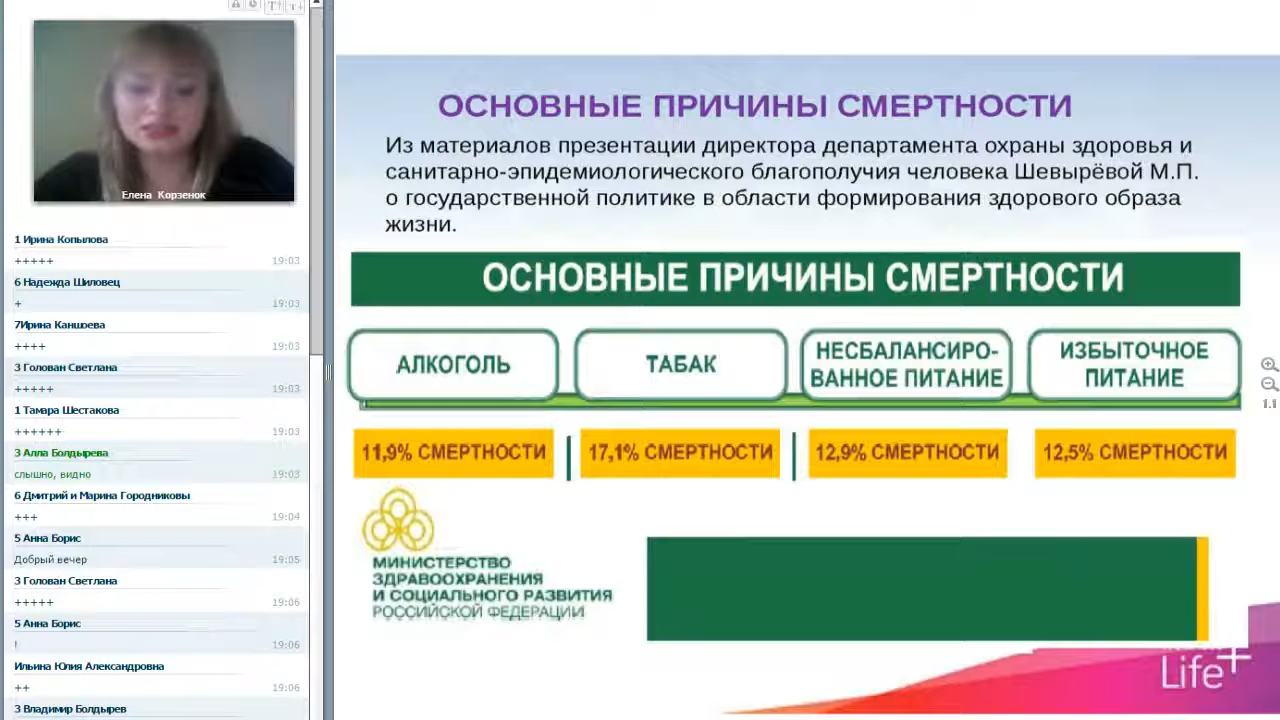 Елена Корзенок
1 Ирина Копылова
+++++ 19:03
6 Надежда Шиловец
+ 19:03
7Ирина Каншоева
++++ 19:03
3 Голован Светлана
+++++ 19:03
1 Тамара Шестакова
++++++ 19:03
3 Алла Болдырева
слышно, видно 19:03
6 Дмитрий и Марина Городниковы
+++ 19:04
5 Анна Борис
Добрый вечер 19:05
3 Голован Светлана
+++++ 19:06
5 Анна Борис
! 19:06
Ильина Юлия Александровна
++ 19:06
3 Владимир Болдырев
ОСНОВНЫЕ ПРИЧИНЫ СМЕРТНОСТИ
Из материалов презентации директора департамента охраны здоровья и
санитарно-эпидемиологического благополучия человека Шевырёвой М.П.
о государственной политике в области формирования здорового образа
жизни.
ОСНОВНЫЕ ПРИЧИНЫ СМЕРТНОСТИ
АЛКОГОЛЬ
ТАБАК
НЕСБАЛАНСИРО-
ВАННОЕ ПИТАНИЕ
ИЗБЫТОЧНОЕ
ПИТАНИЕ
11,9% СМЕРТНОСТИ
17,1% СМЕРТНОСТИ
12,9% СМЕРТНОСТИ
12,5% СМЕРТНОСТИ
МИНИСТЕРСТВО
ЗДРАВООХРАНЕНИЯ
И СОЦИАЛЬНОГО РАЗВИТИЯ
РОССИЙСКОЙ ФЕДЕРАЦИИ
Life+
1.1